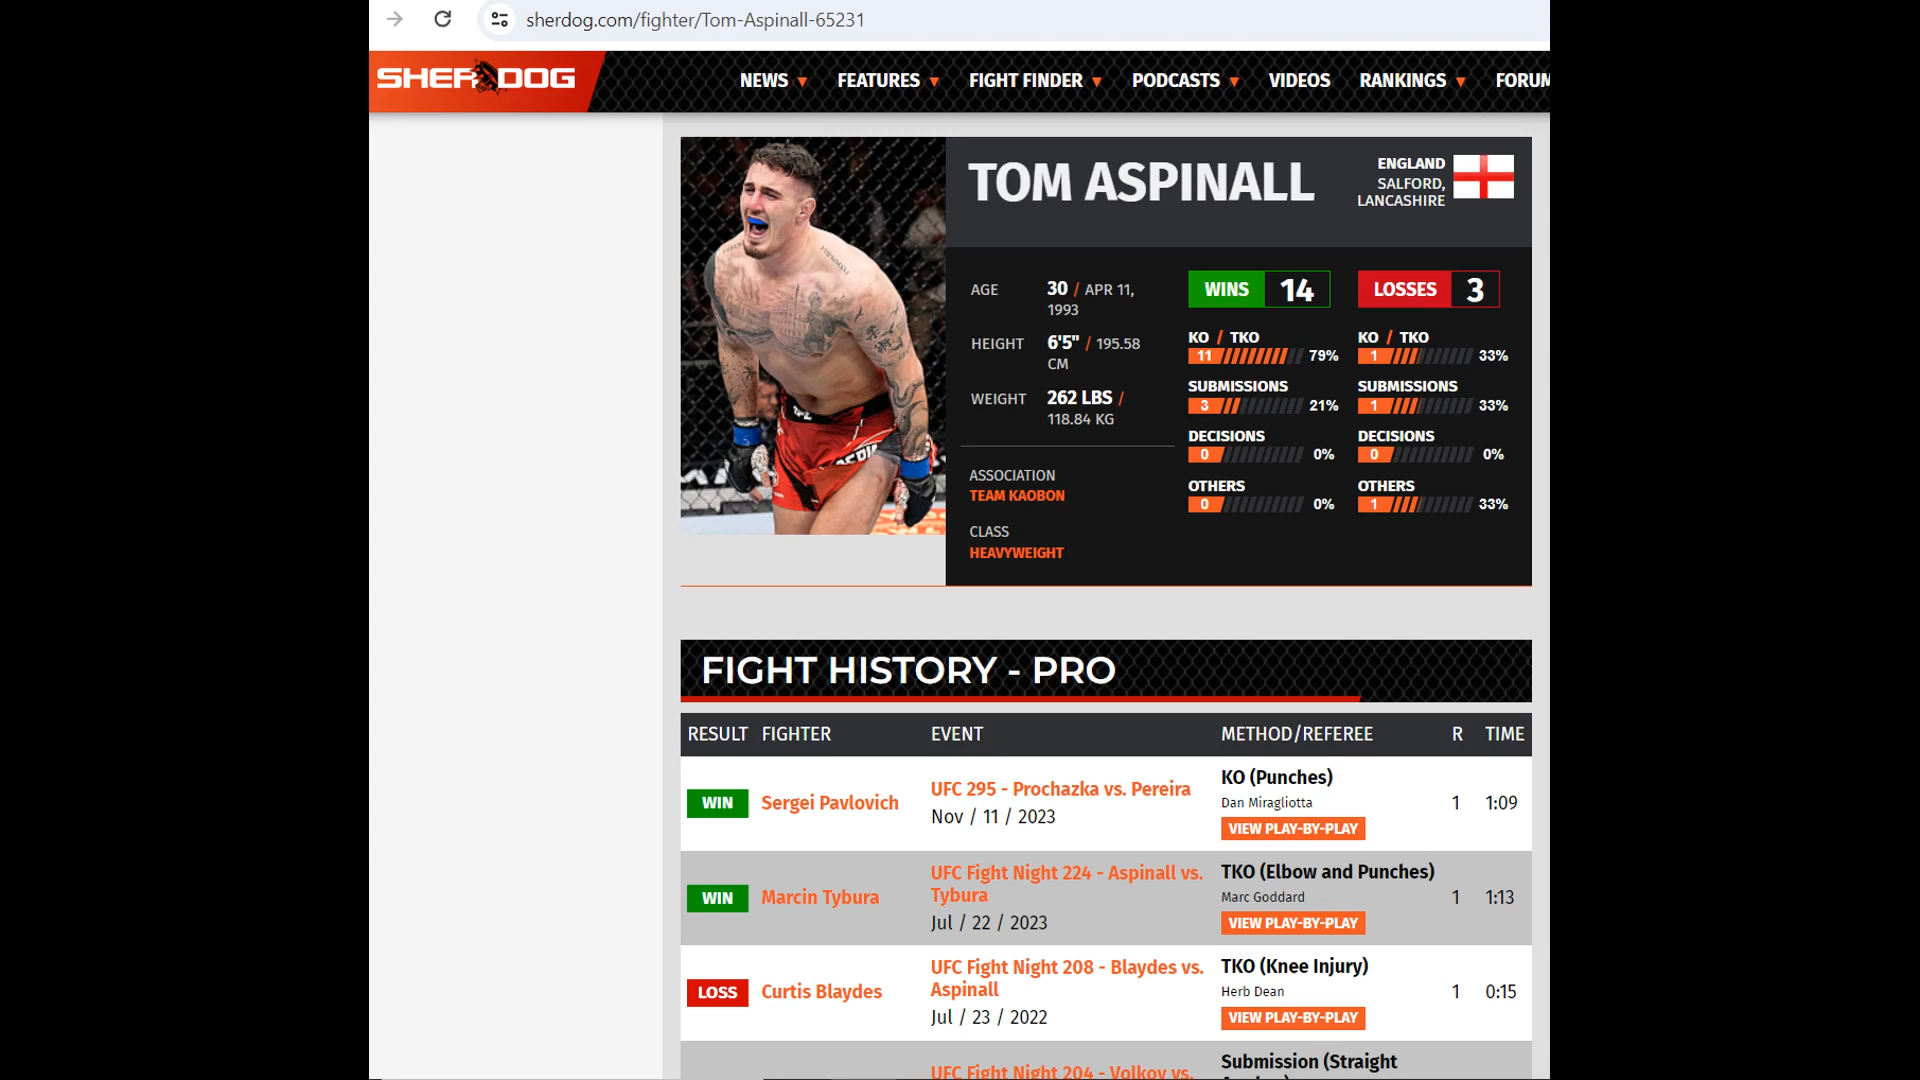 sherdog.com/fighter/Tom-Aspinall-65231
SHERDOG
NEWS ▼ FEATURES ▼ FIGHT FINDER ▼ PODCASTS ▼ VIDEOS RANKINGS ▼ FORUM
TOM ASPINALL
ENGLAND
SALFORD,
LANCASHIRE
AGE 30 / APR 11,
1993
HEIGHT 6'5" / 195.58
CM
WEIGHT 262 LBS /
118.84 KG
ASSOCIATION
TEAM KAOBON
CLASS
HEAVYWEIGHT
WINS 14
KO / TKO
11 79%
SUBMISSIONS
3 21%
DECISIONS
0 0%
OTHERS
0 0%
LOSSES 3
KO / TKO
1 33%
SUBMISSIONS
1 33%
DECISIONS
0 0%
OTHERS
1 33%
FIGHT HISTORY - PRO
RESULT FIGHTER EVENT METHOD/REFEREE R TIME
WIN Sergei Pavlovich
UFC 295 - Prochazka vs. Pereira
Nov / 11 / 2023
KO (Punches)
Dan Miragliotta
VIEW PLAY-BY-PLAY
1 1:09
WIN Marcin Tybura
UFC Fight Night 224 - Aspinall vs.
Tybura
Jul / 22 / 2023
TKO (Elbow and Punches)
Marc Goddard
VIEW PLAY-BY-PLAY
1 1:13
LOSS Curtis Blaydes
UFC Fight Night 208 - Blaydes vs.
Aspinall
Jul / 23 / 2022
TKO (Knee Injury)
Herb Dean
VIEW PLAY-BY-PLAY
1 0:15
UFC Fight Night 204 - Volkov vs.
Submission (Straight